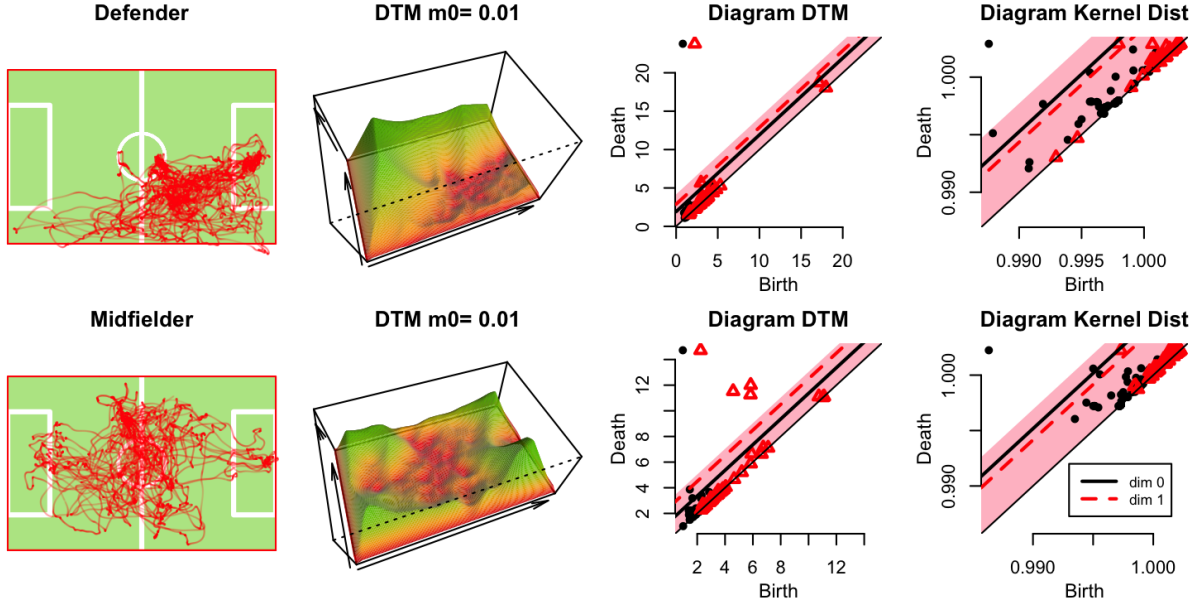 Defender
DTM m0= 0.01
Diagram DTM
Diagram Kernel Dist
Death
0
5
10
15
20
0
5
10
15
20
Birth
Death
0.990
1.000
0.990
0.995
1.000
Birth
Midfielder
DTM m0= 0.01
Diagram DTM
Diagram Kernel Dist
Death
2
4
6
8
10
12
2
4
6
8
12
Birth
Death
0.990
1.000
0.990
1.000
Birth
dim 0
dim 1